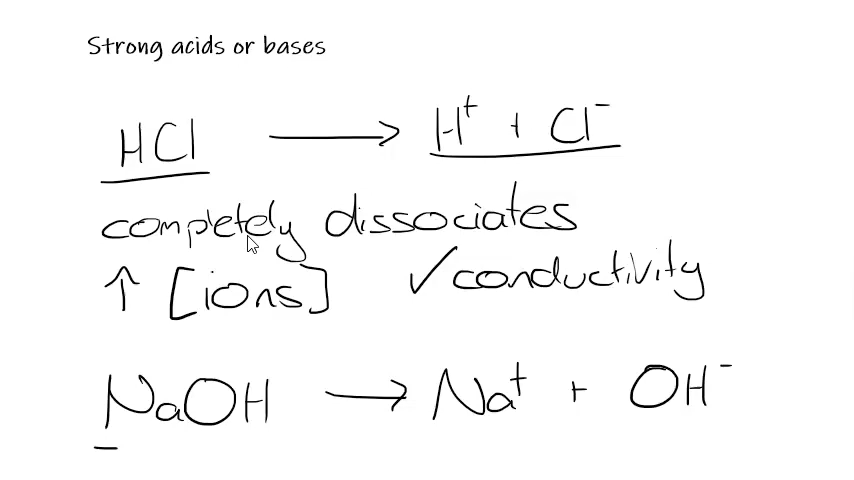 Strong acids or bases
HCl → H⁺ + Cl⁻
completely dissociates
↑ [ions] ✓conductivity
NaOH → Na⁺ + OH⁻